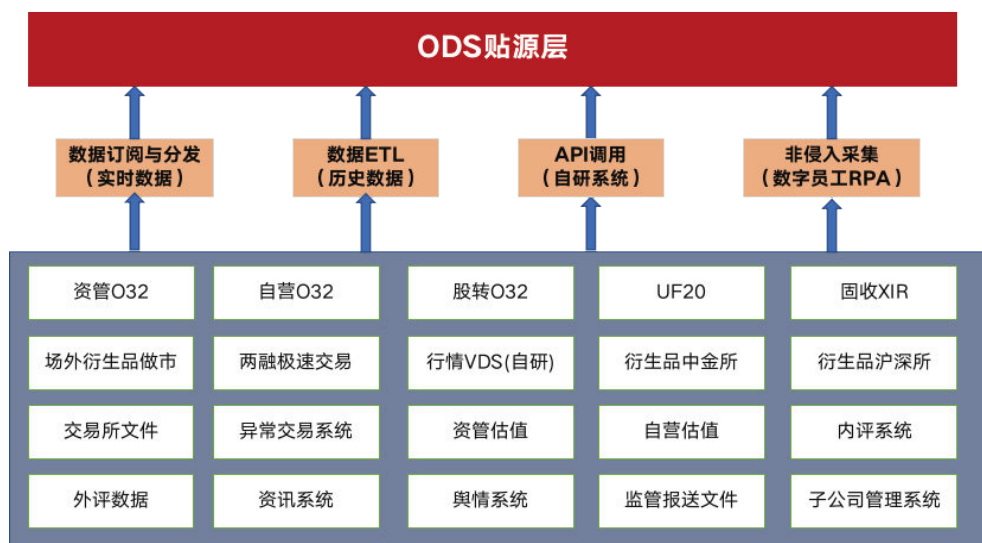 ODS贴源层
数据订阅与分发
（实时数据）
数据ETL
（历史数据）
API调用
（自研系统）
非侵入采集
（数字员工RPA）
资管O32
自营O32
股转O32
UF20
固收XIR
场外衍生品做市
两融极速交易
行情VDS(自研)
衍生品中金所
衍生品沪深所
交易所文件
异常交易系统
资管估值
自营估值
内评系统
外评数据
资讯系统
舆情系统
监管报送文件
子公司管理系统